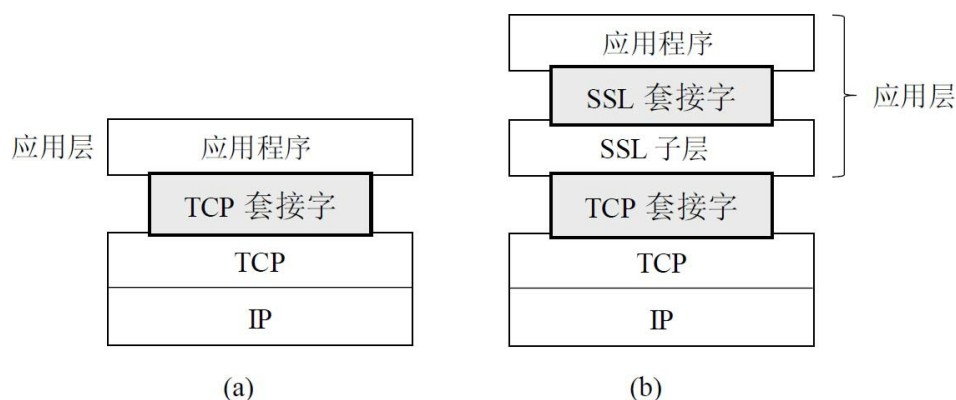 应用层
应用程序
TCP 套接字
TCP
IP
(a)
应用程序
SSL 套接字
SSL 子层
TCP 套接字
TCP
IP
应用层
(b)